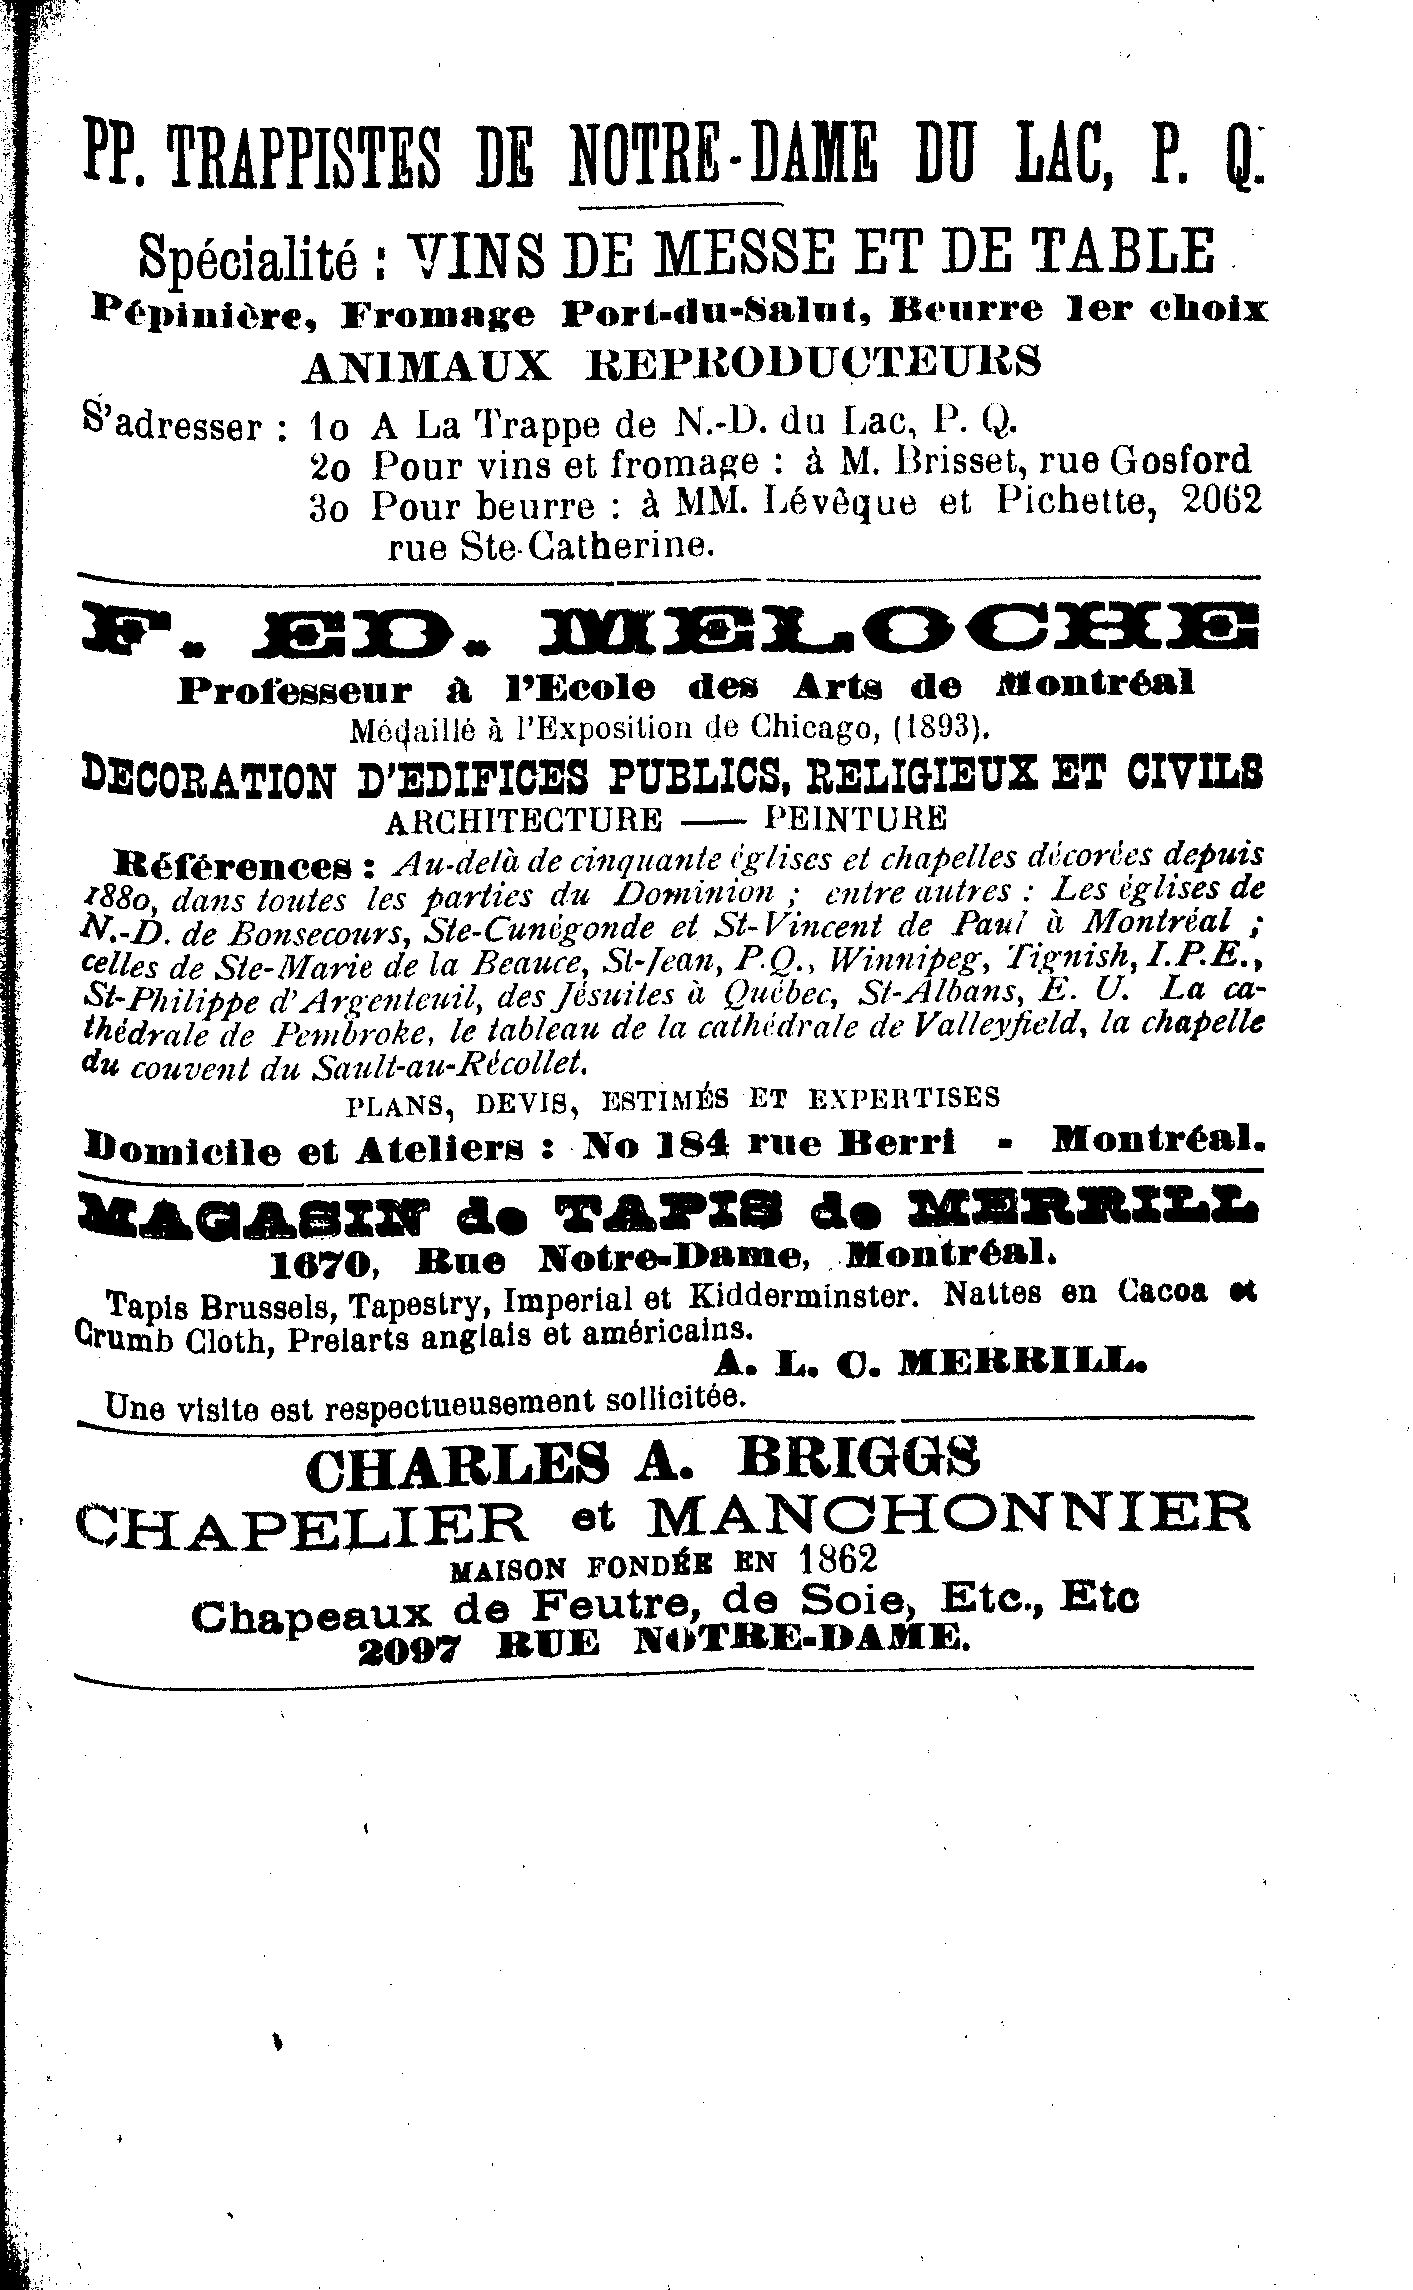 PP. TRAPPISTES DE NOTRE-DAME DU LAC, P. Q.
Spécialité : VINS DE MESSE ET DE TABLE
Pépinière, Fromage Port-du-Salut, Beurre 1er choix
ANIMAUX REPRODUCTEURS
S'adresser : 1o A La Trappe de N.-D. du Lac, P. Q.
2o Pour vins et fromage : à M. Brisset, rue Gosford
3o Pour beurre : à MM. Lévêque et Pichette, 2062
rue Ste-Catherine.
F. ED. MELOCHE
Professeur à l'Ecole des Arts de Montréal
Médaillé à l'Exposition de Chicago, (1893).
DECORATION D'EDIFICES PUBLICS, RELIGIEUX ET CIVILS
ARCHITECTURE — PEINTURE
Références : Au-delà de cinquante églises et chapelles décorées depuis
1880, dans toutes les parties du Dominion ; entre autres : Les églises de
N.-D. de Bonsecours, Ste-Cunégonde et St-Vincent de Paul à Montréal ;
celles de Ste-Marie de la Beauce, St-Jean, P.Q., Winnipeg, Tignish, I.P.E.,
St-Philippe d'Argenteuil, des Jésuites à Québec, St-Albans, E. U. La ca-
thédrale de Pembroke, le tableau de la cathédrale de Valleyfield, la chapelle
du couvent du Sault-au-Récollet.
PLANS, DEVIS, ESTIMÉS ET EXPERTISES
Domicile et Ateliers : No 184 rue Berri - Montréal.
MAGASIN de TAPIS de MERRILL
1670, Rue Notre-Dame, Montréal.
Tapis Brussels, Tapestry, Imperial et Kidderminster. Nattes en Cacoa et
Crumb Cloth, Prelarts anglais et américains.
A. L. C. MERRILL.
Une visite est respectueusement sollicitée.
CHARLES A. BRIGGS
CHAPELIER et MANCHONNIER
MAISON FONDÉE EN 1862
Chapeaux de Feutre, de Soie, Etc., Etc
2097 RUE NOTRE-DAME.